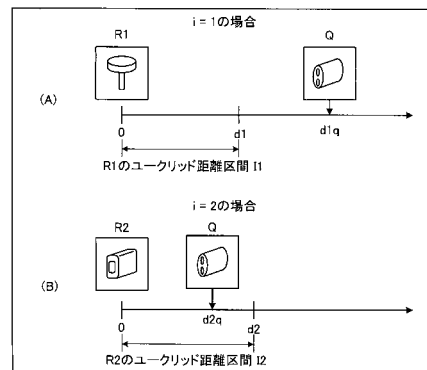 i = 1の場合
R1
Q
(A)
0
d1
d1q
R1のユークリッド距離区間 I1
i = 2の場合
R2
Q
(B)
0
d2q
d2
R2のユークリッド距離区間 I2